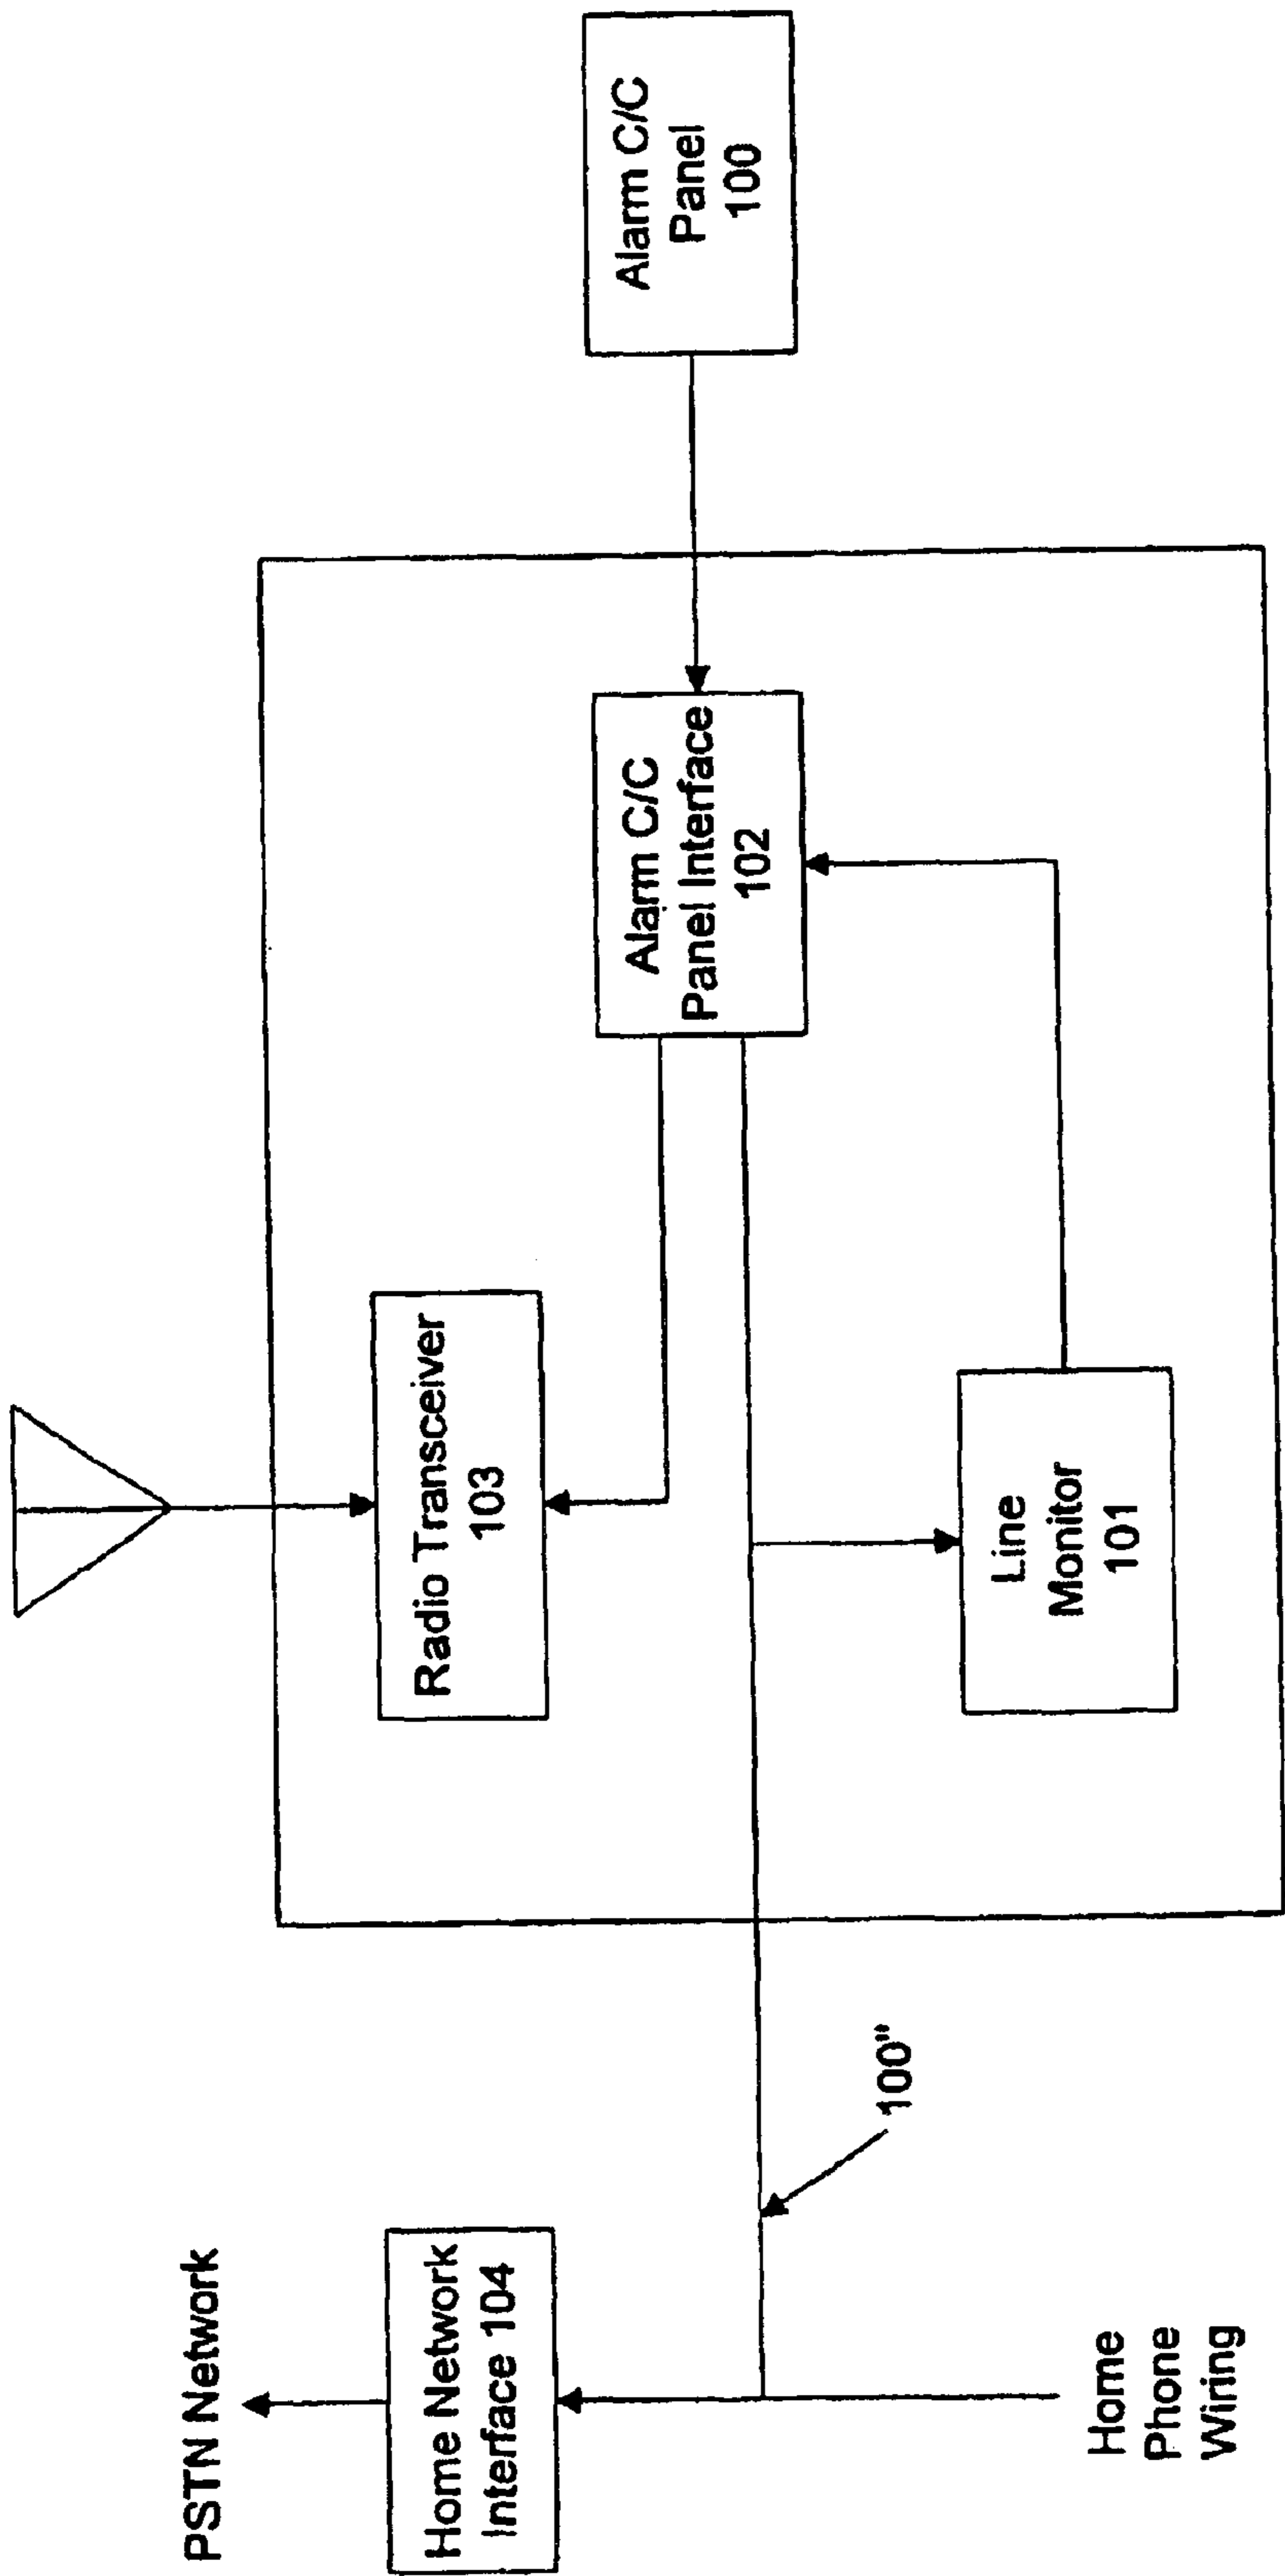 PSTN Network
Home Network
Interface 104
Home
Phone
Wiring
100"
Radio Transceiver
103
Line
Monitor
101
Alarm C/C
Panel Interface
102
Alarm C/C
Panel
100